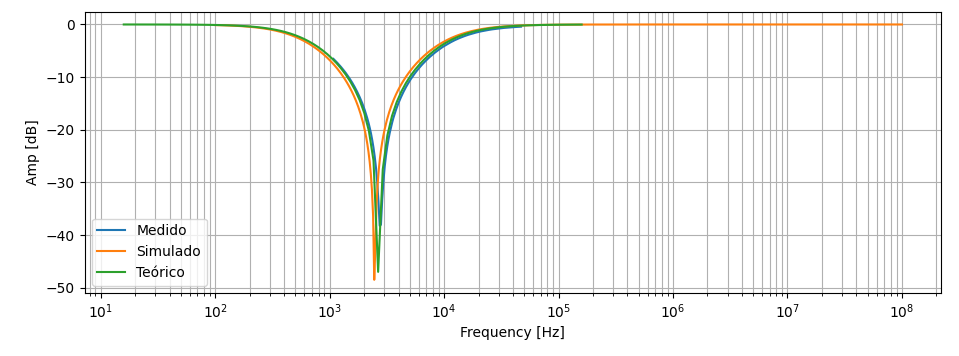 0
−10
−20
−30
−40
−50
Amp [dB]
Medido
Simulado
Teórico
10¹ 10² 10³ 10⁴ 10⁵ 10⁶ 10⁷ 10⁸
Frequency [Hz]